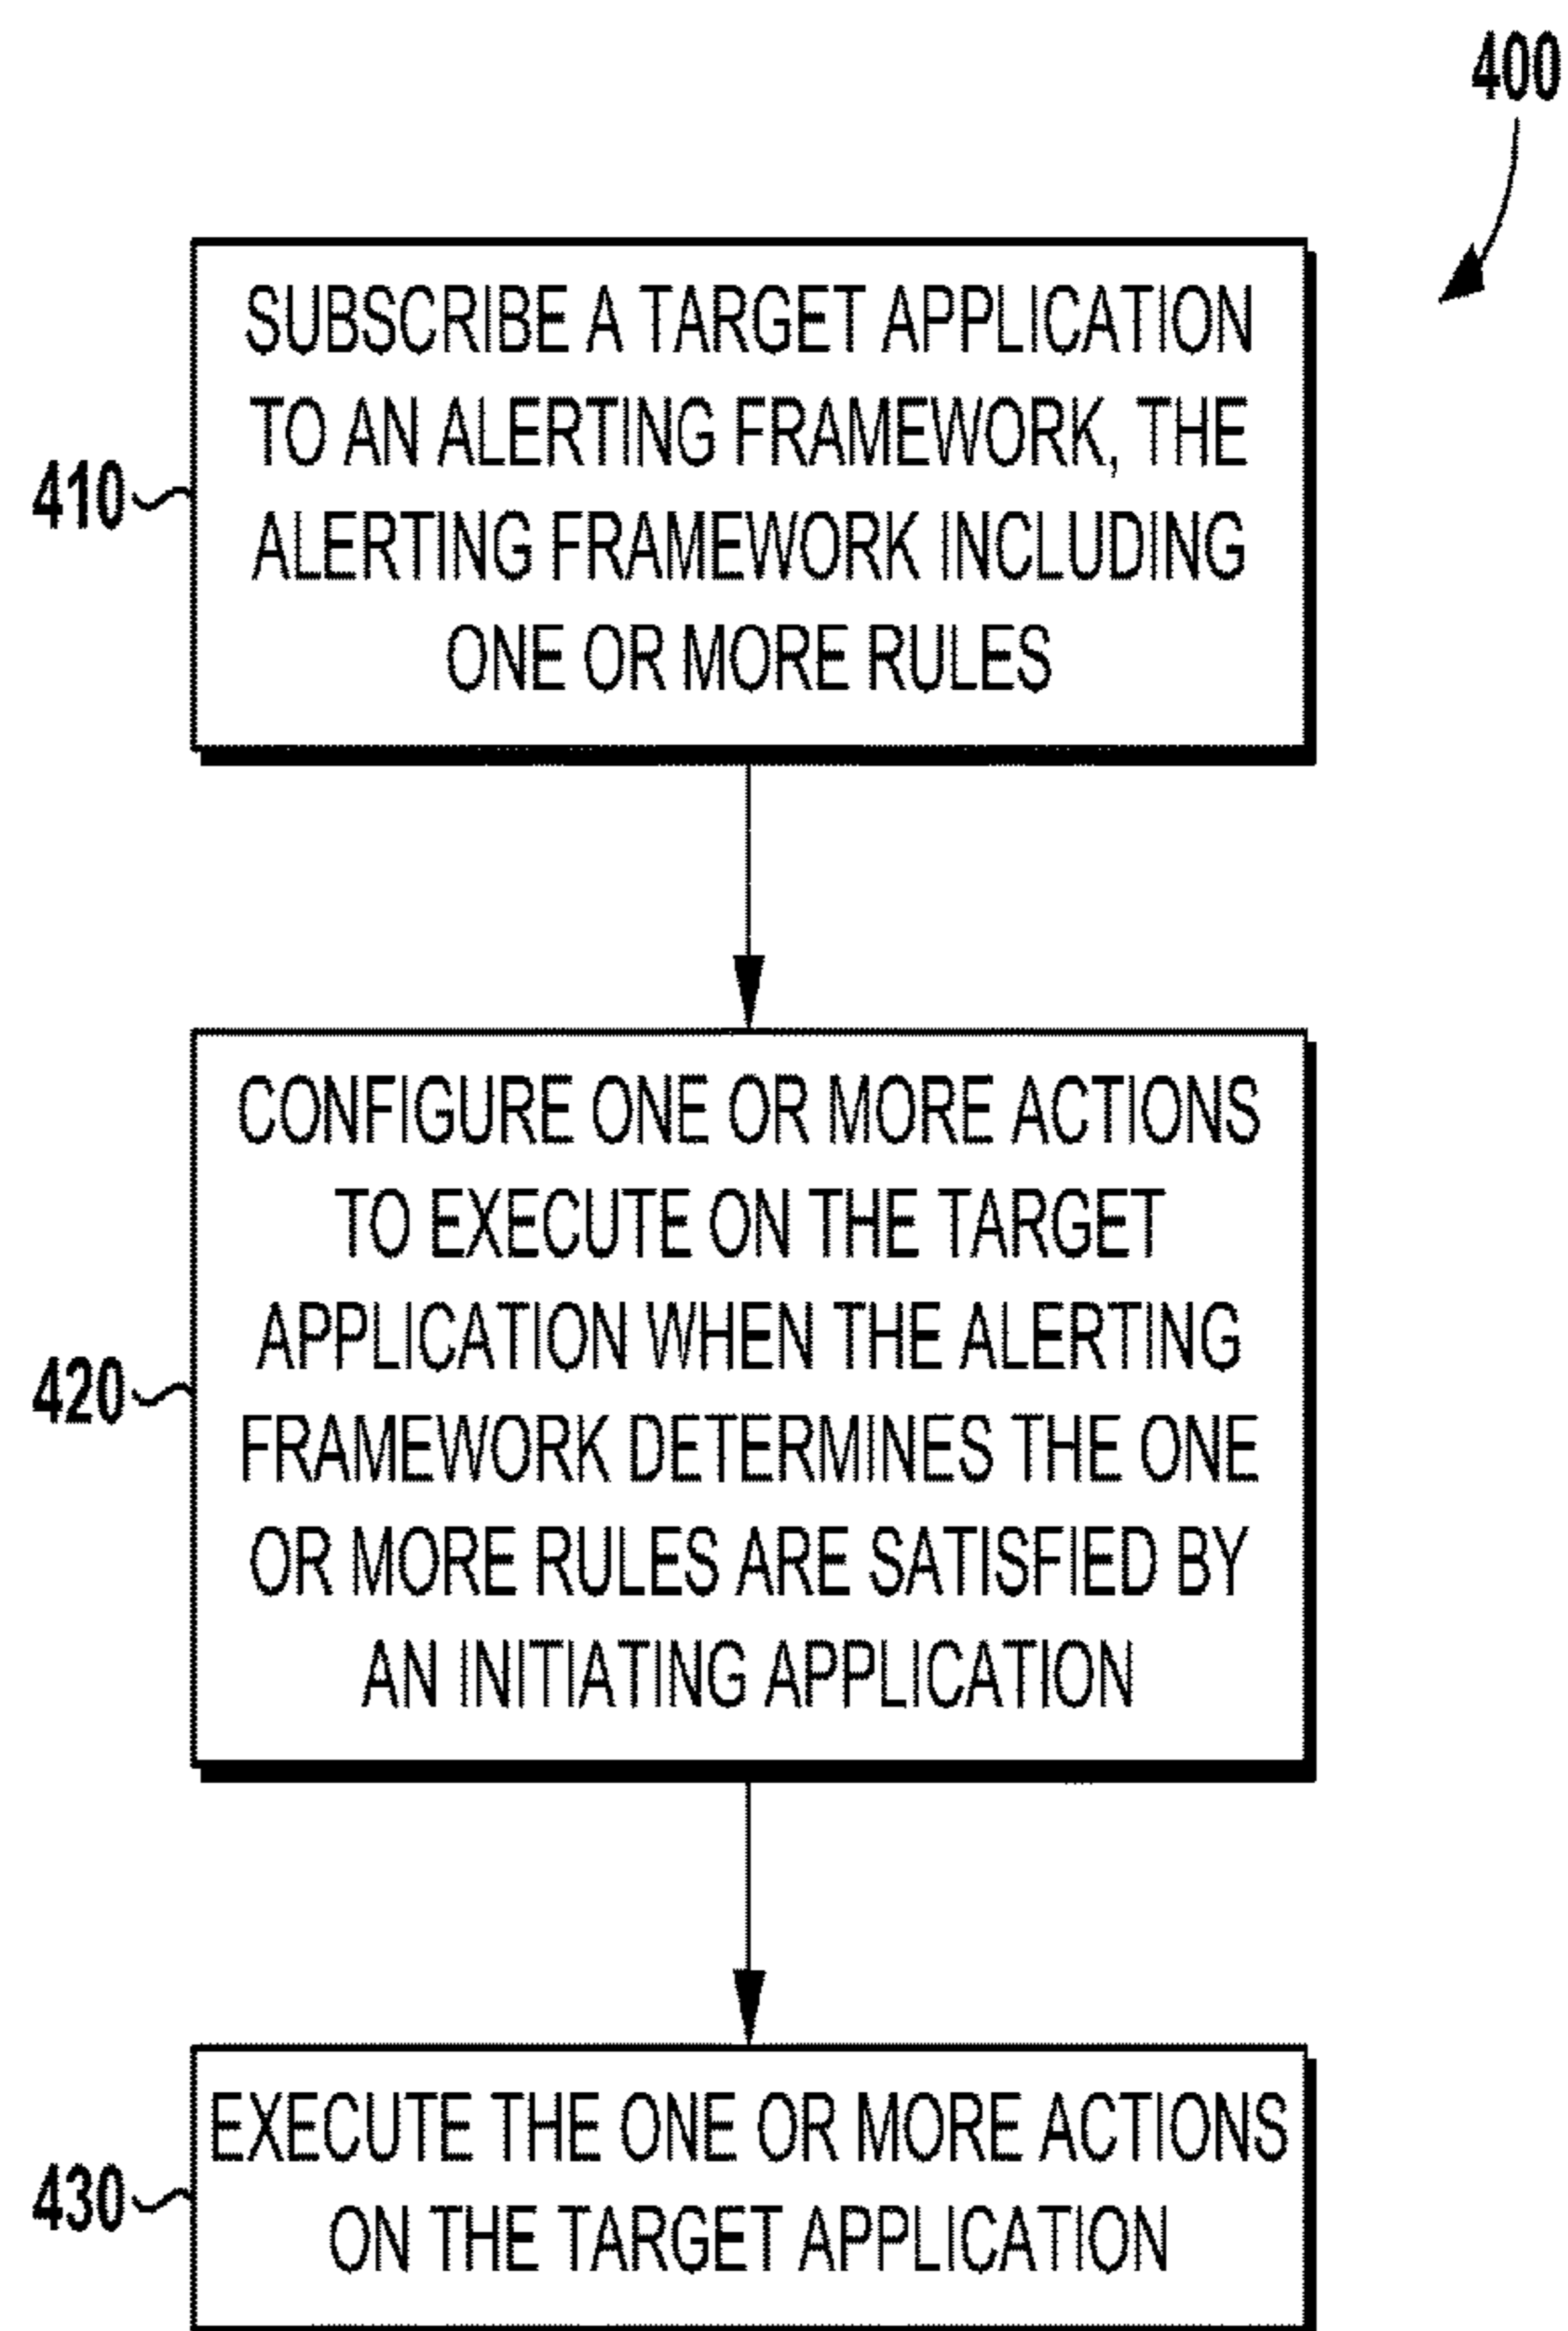 400
SUBSCRIBE A TARGET APPLICATION
TO AN ALERTING FRAMEWORK, THE
ALERTING FRAMEWORK INCLUDING
ONE OR MORE RULES
410
CONFIGURE ONE OR MORE ACTIONS
TO EXECUTE ON THE TARGET
APPLICATION WHEN THE ALERTING
FRAMEWORK DETERMINES THE ONE
OR MORE RULES ARE SATISFIED BY
AN INITIATING APPLICATION
420
EXECUTE THE ONE OR MORE ACTIONS
ON THE TARGET APPLICATION
430